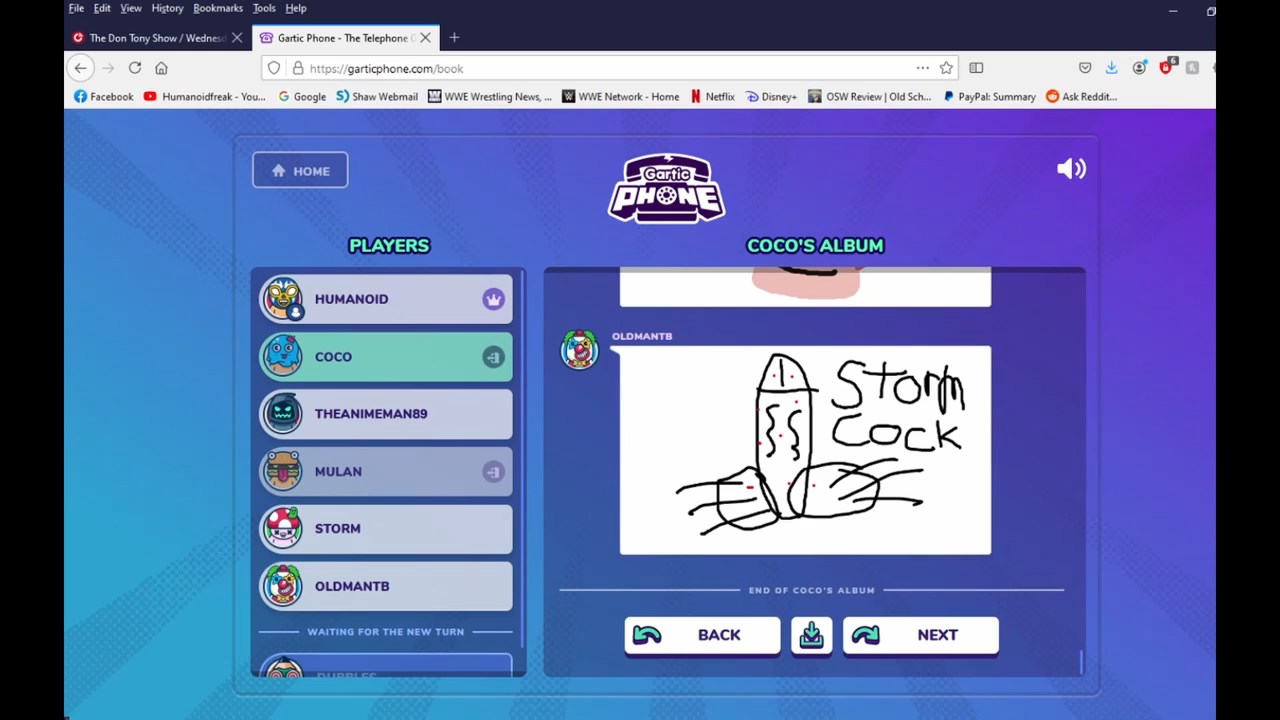 File Edit View History Bookmarks Tools Help
The Don Tony Show / Wednesd
Gartic Phone - The Telephone G
https://garticphone.com/book
Facebook Humanoidfreak - You... Google Shaw Webmail WWE Wrestling News, ... WWE Network - Home Netflix Disney+ OSW Review | Old Sch... PayPal: Summary Ask Reddit...
6
HOME
Gartic
PHONE
PLAYERS
COCO'S ALBUM
HUMANOID
COCO
THEANIMEMAN89
MULAN
STORM
OLDMANTB
WAITING FOR THE NEW TURN
DUBBLES
OLDMANTB
Storm
Cock
END OF COCO'S ALBUM
BACK
NEXT